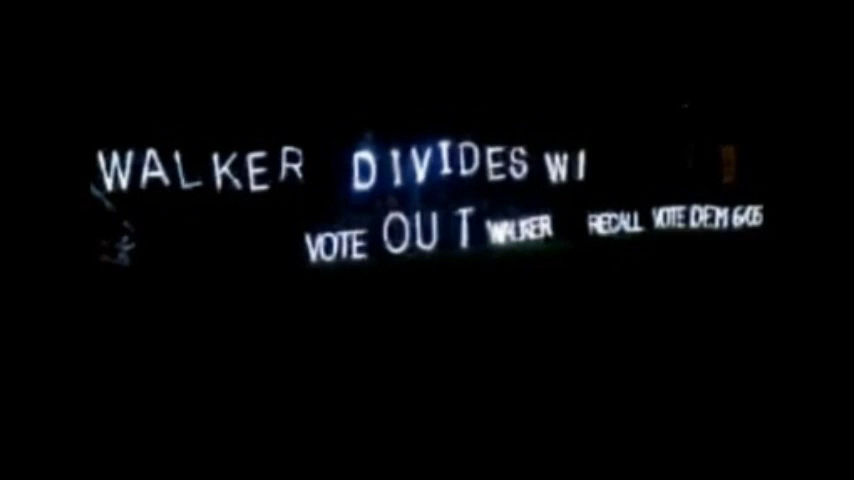 WALKER DIVIDES WI
VOTE OUT WALKER RECALL VOTE DEM 6/05